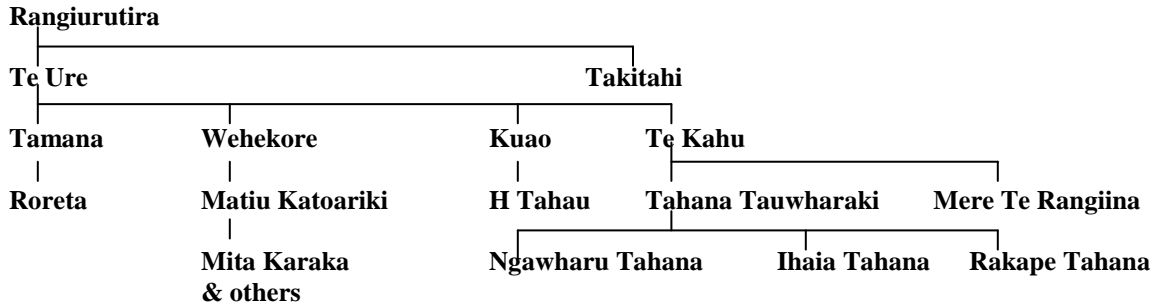 Rangiurutira
Te Ure Takitahi
Tamana Wehekore Kuao Te Kahu
Roreta Matiu Katoariki H Tahau Tahana Tauwharaki Mere Te Rangiina
Mita Karaka Ngawharu Tahana Ihaia Tahana Rakape Tahana
& others